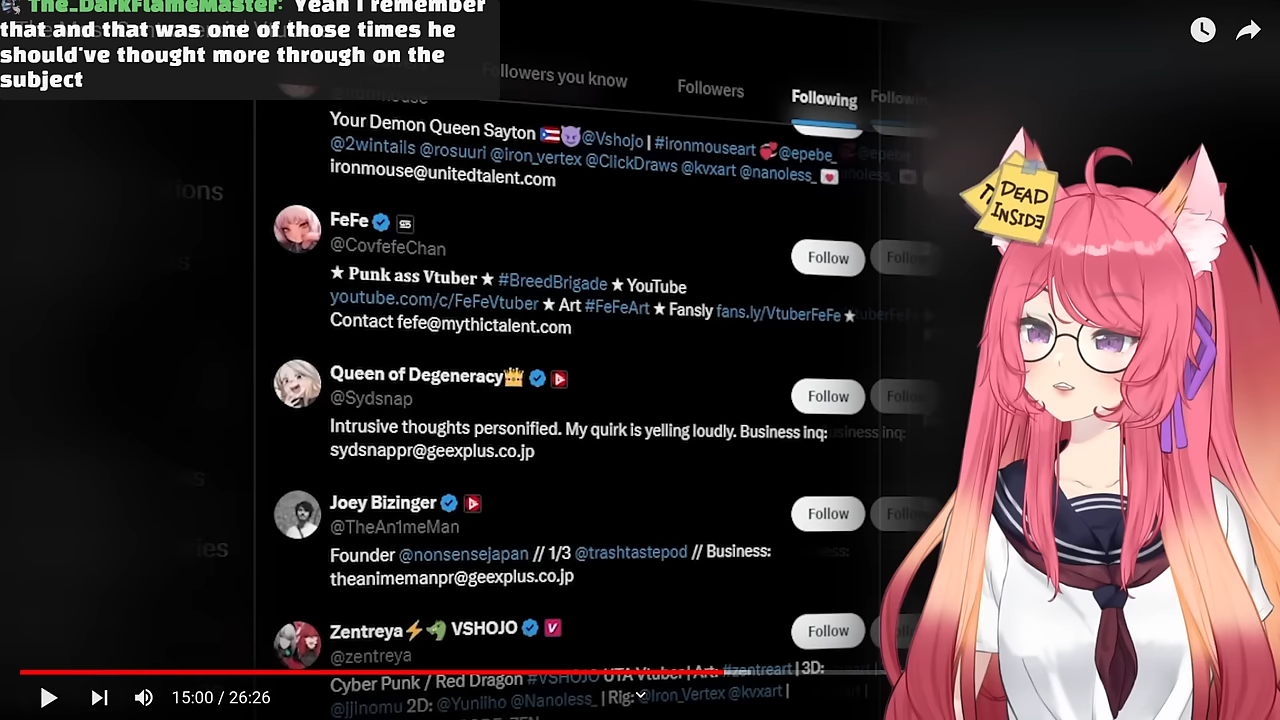 The_DarkFlameMaster: Yeah I remember
that and that was one of those times he
should've thought more through on the
subject
Followers you know
Followers
Following
Your Demon Queen Sayton 🇵🇷😈@Vshojo | #ironmouseart 💞@epebe_
@2wintails @rosuuri @iron_vertex @ClickDraws @kvxart @nanoless_ 💌
ironmouse@unitedtalent.com
FeFe
@CovfefeChan
Follow
★ Punk ass Vtuber ★ #BreedBrigade ★ YouTube
youtube.com/c/FeFeVtuber ★ Art #FeFeArt ★ Fansly fans.ly/VtuberFeFe ★
Contact fefe@mythictalent.com
Queen of Degeneracy👑
@Sydsnap
Follow
Intrusive thoughts personified. My quirk is yelling loudly. Business inq:
sydsnappr@geexplus.co.jp
Joey Bizinger
@TheAn1meMan
Follow
Founder @nonsensejapan // 1/3 @trashtastepod // Business:
theanimemanpr@geexplus.co.jp
Zentreya⚡🐲 VSHOJO
@zentreya
Follow
Cyber Punk / Red Dragon #VSHOJO UTA Vtuber| Art: #zentreart | 3D:
@jjinomu 2D: @Yuniiho @Nanoless_ | Rig: @Iron_Vertex @kvxart |
DEAD
INSIDE
15:00 / 26:26